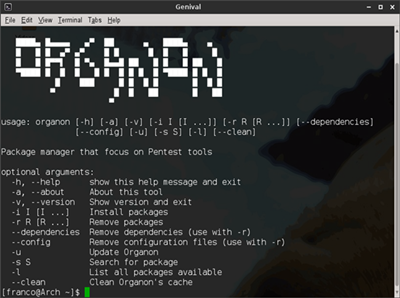 Genival
File Edit View Terminal Tabs Help
ORGANON
usage: organon [-h] [-a] [-v] [-i I [I ...]] [-r R [R ...]] [--dependencies]
[--config] [-u] [-s S] [-l] [--clean]
Package manager that focus on Pentest tools
optional arguments:
-h, --help show this help message and exit
-a, --about About this tool
-v, --version Show version and exit
-i I [I ...] Install packages
-r R [R ...] Remove packages
--dependencies Remove dependencies (use with -r)
--config Remove configuration files (use with -r)
-u Update Organon
-s S Search for package
-l List all packages available
--clean Clean Organon's cache
[franco@Arch ~]$